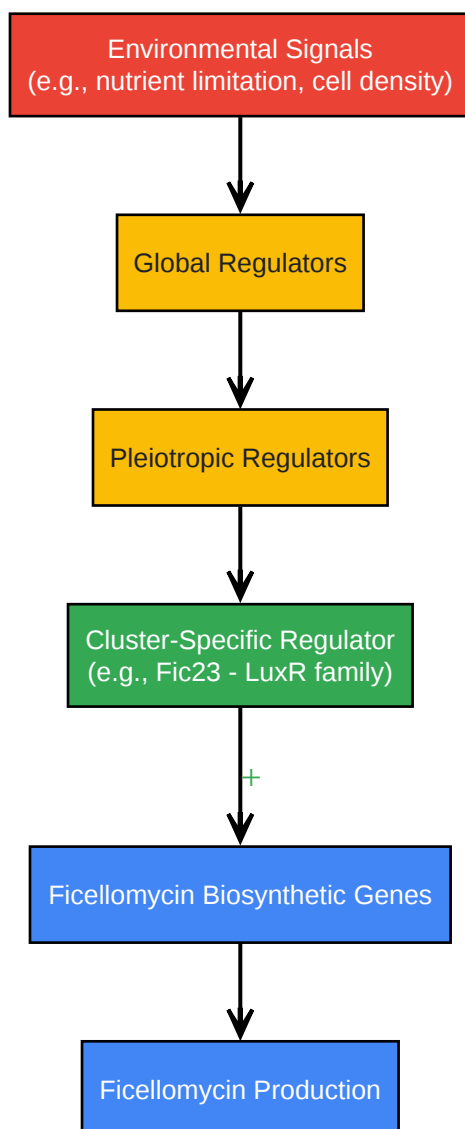 Environmental Signals
(e.g., nutrient limitation, cell density)
Global Regulators
Pleiotropic Regulators
Cluster-Specific Regulator
(e.g., Fic23 - LuxR family)
+
Ficellomycin Biosynthetic Genes
Ficellomycin Production